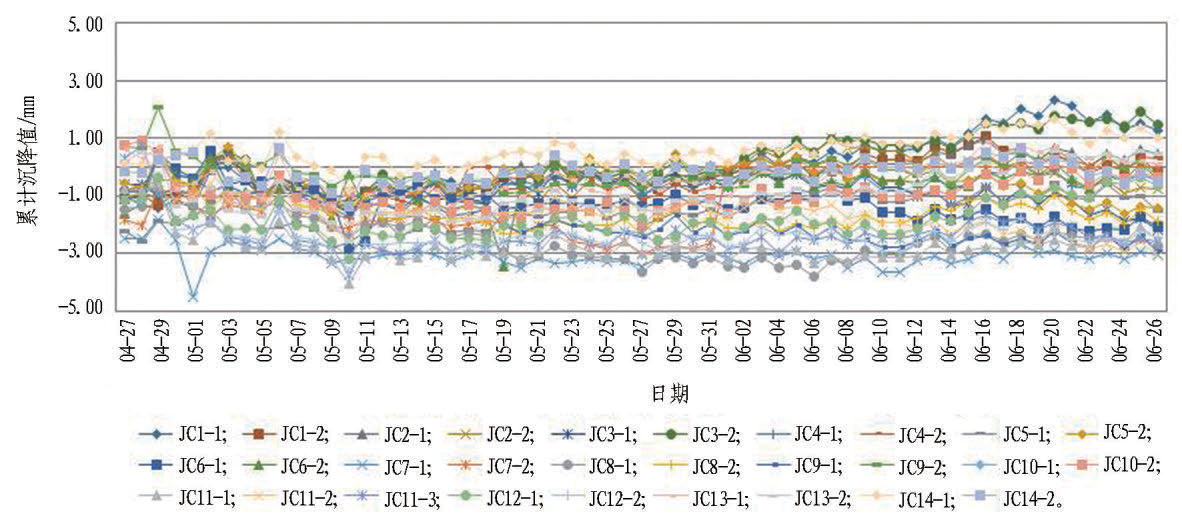 5.00
3.00
1.00
-1.00
-3.00
-5.00
累计沉降值/mm
04-27 04-29 05-01 05-03 05-05 05-07 05-09 05-11 05-13 05-15 05-17 05-19 05-21 05-23 05-25 05-27 05-29 05-31 06-02 06-04 06-06 06-08 06-10 06-12 06-14 06-16 06-18 06-20 06-22 06-24 06-26
日期
JC1-1; JC1-2; JC2-1; JC2-2; JC3-1; JC3-2; JC4-1; JC4-2; JC5-1; JC5-2;
JC6-1; JC6-2; JC7-1; JC7-2; JC8-1; JC8-2; JC9-1; JC9-2; JC10-1; JC10-2;
JC11-1; JC11-2; JC11-3; JC12-1; JC12-2; JC13-1; JC13-2; JC14-1; JC14-2。